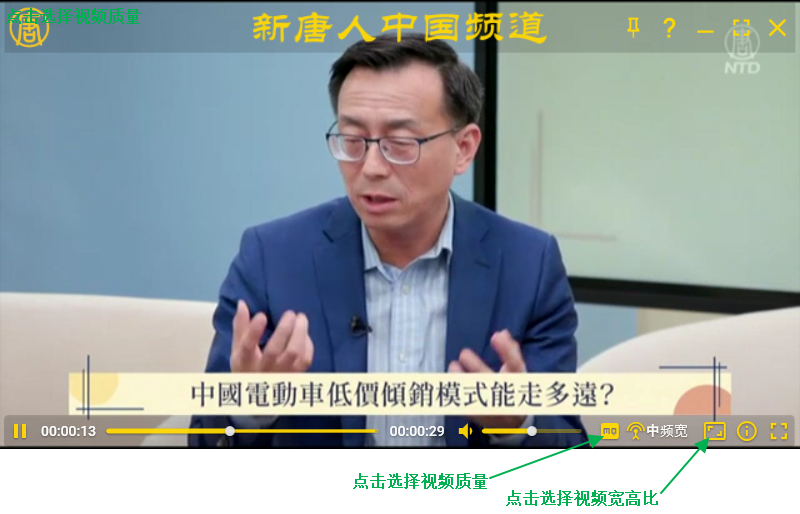 点击选择视频质量
新唐人中国频道
NTD
中國電動車低價傾銷模式能走多遠?
00:00:13
00:00:29
MQ
中频宽
点击选择视频质量
点击选择视频宽高比